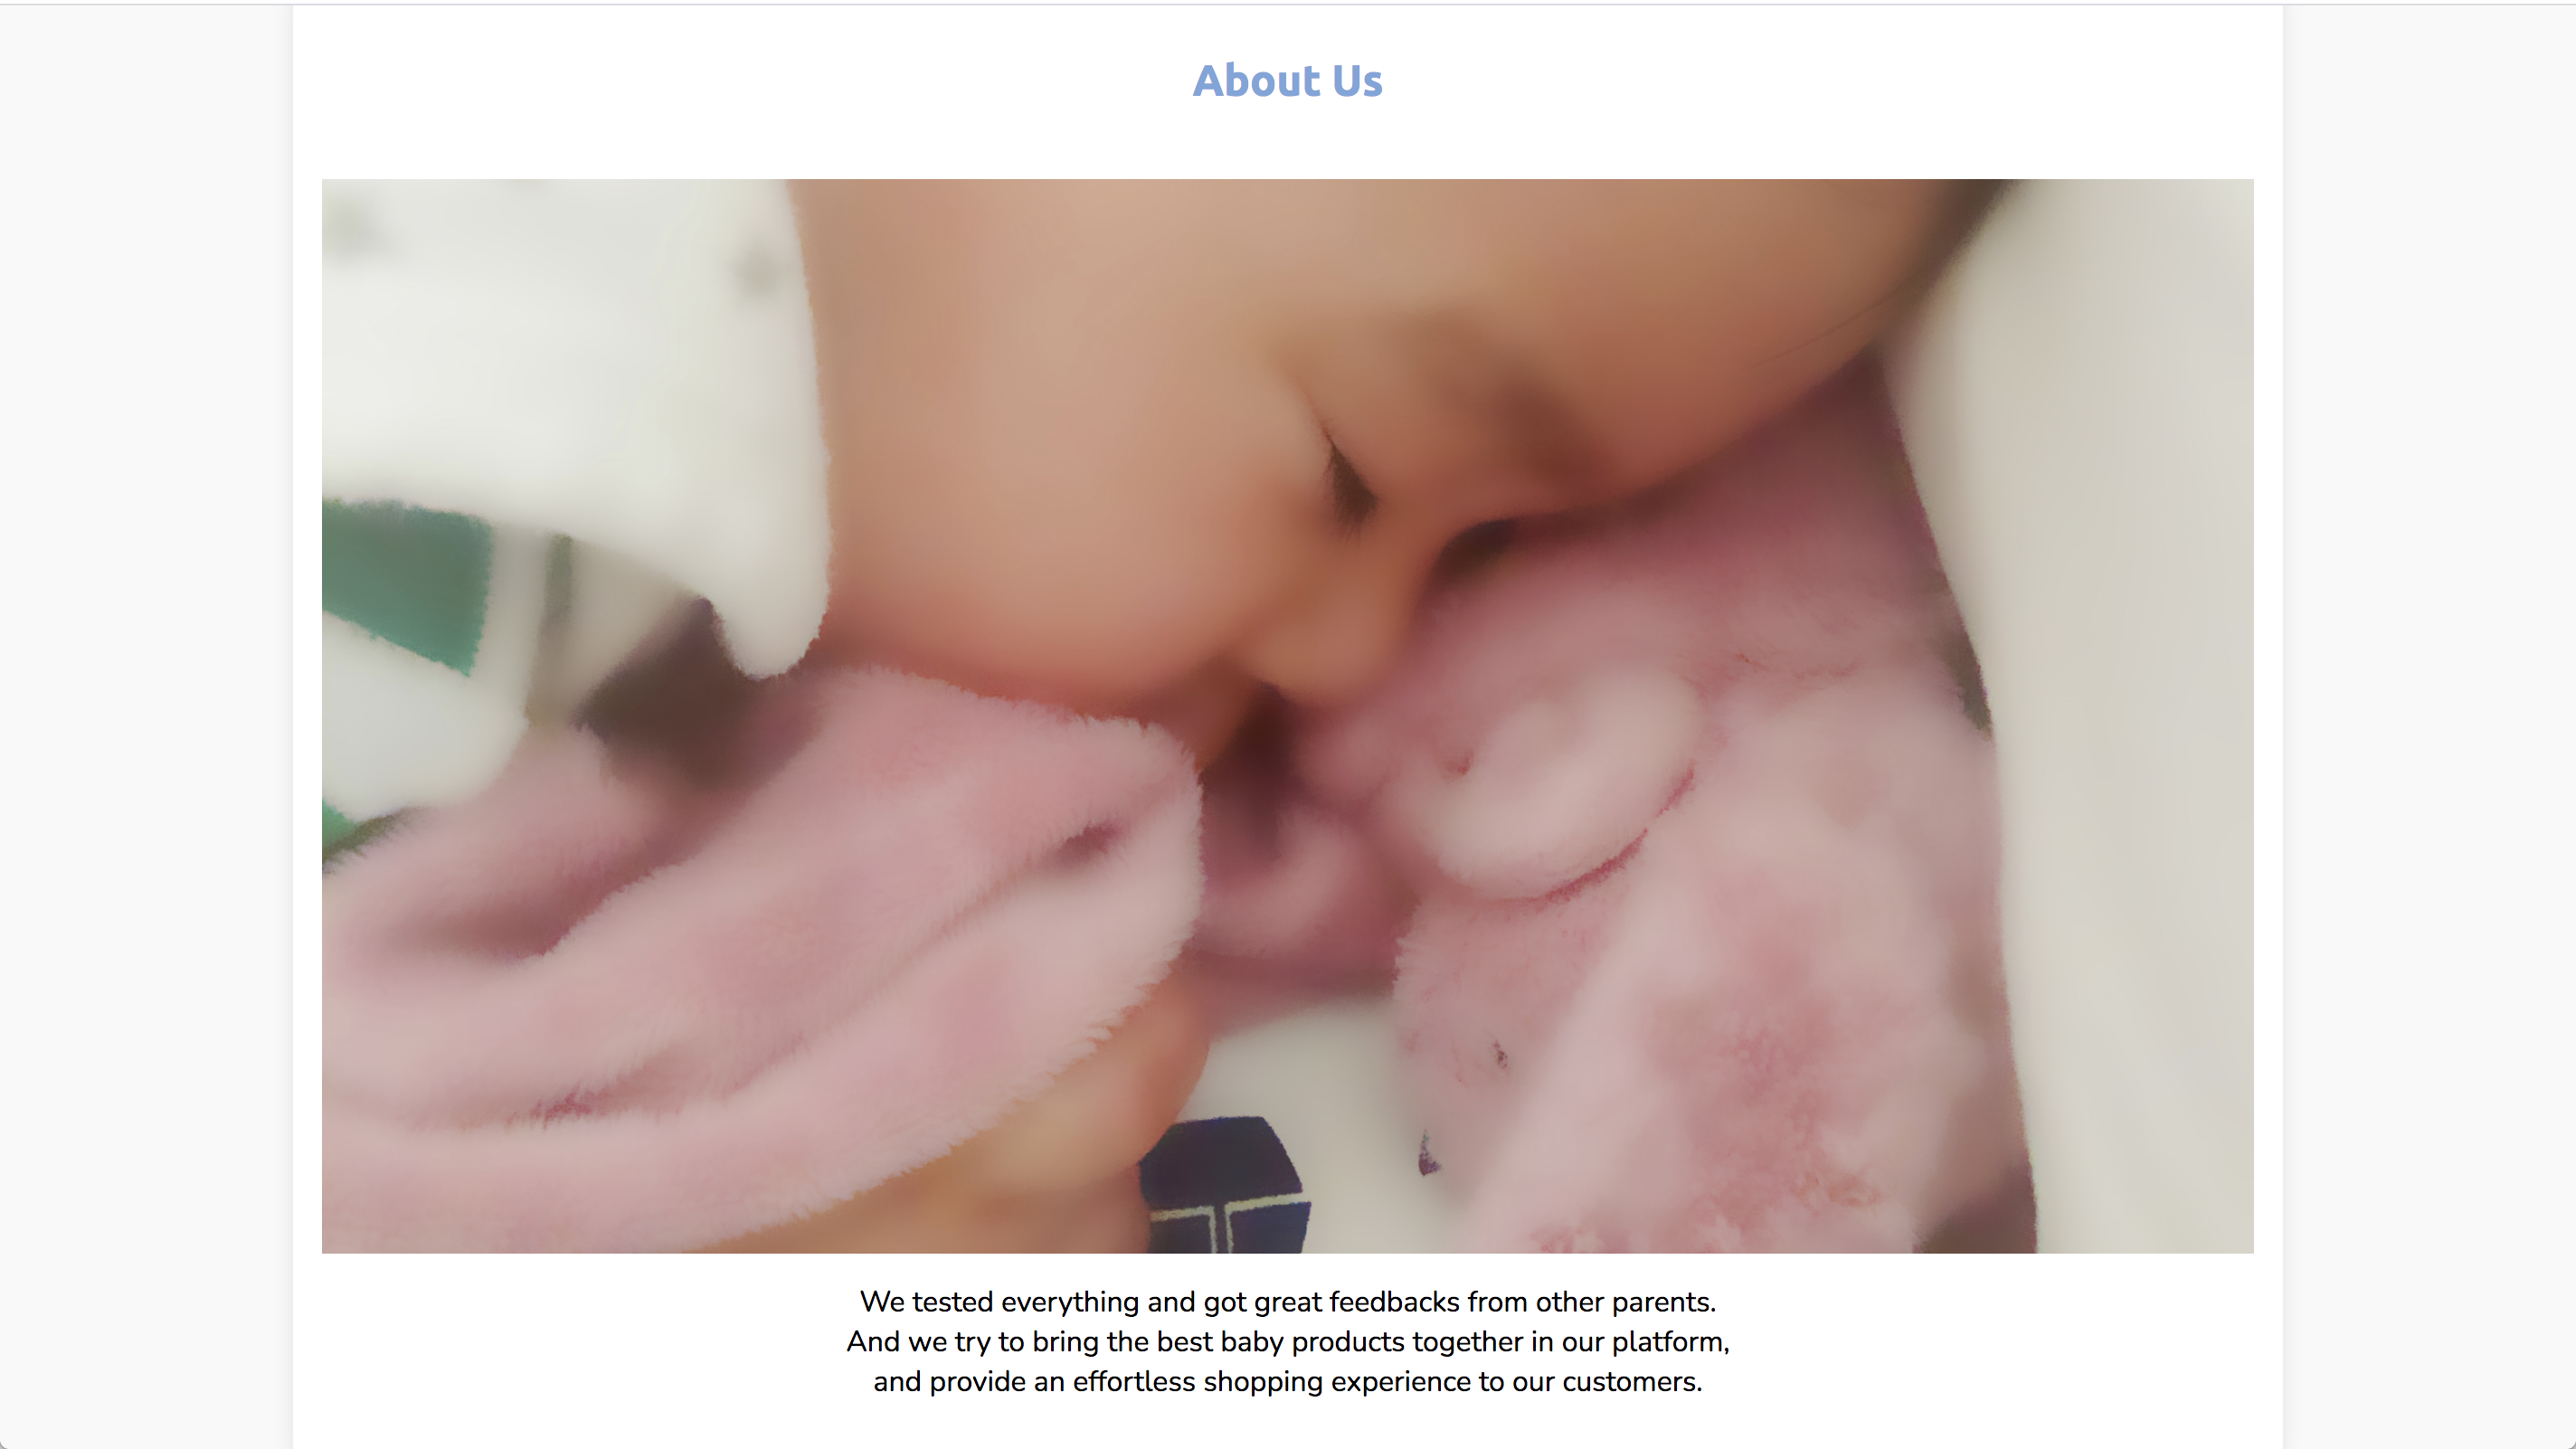 About Us
We tested everything and got great feedbacks from other parents.
And we try to bring the best baby products together in our platform,
and provide an effortless shopping experience to our customers.